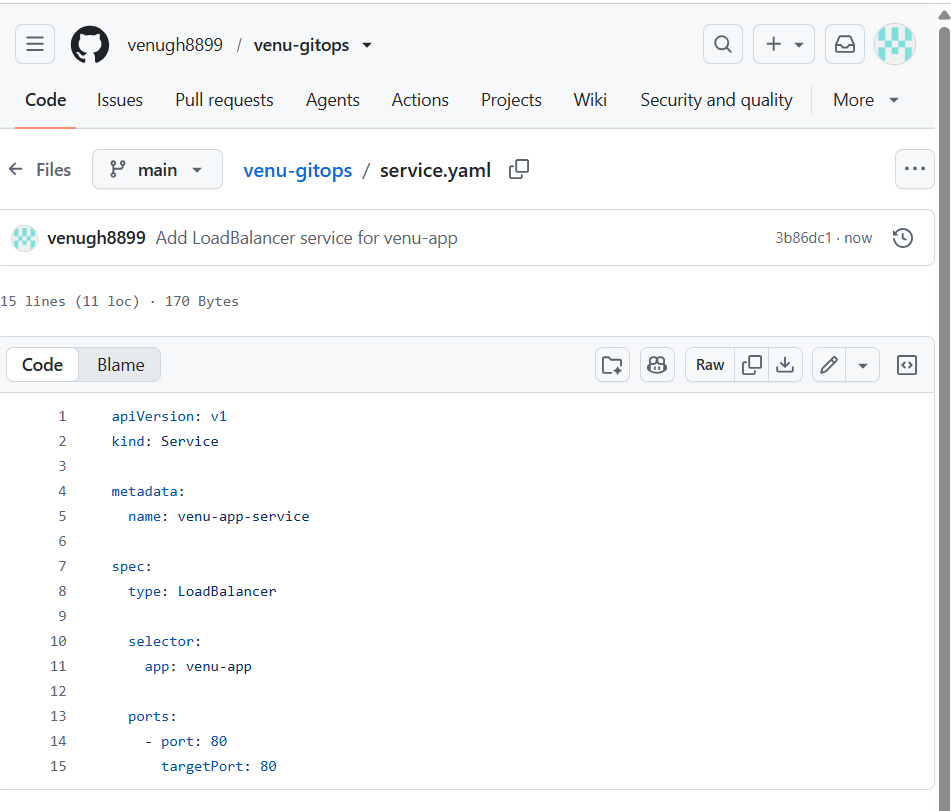 venugh8899 / venu-gitops
Code Issues Pull requests Agents Actions Projects Wiki Security and quality More
Files main venu-gitops / service.yaml
venugh8899 Add LoadBalancer service for venu-app 3b86dc1 · now
15 lines (11 loc) · 170 Bytes
Code Blame Raw
1 apiVersion: v1
2 kind: Service
3
4 metadata:
5   name: venu-app-service
6
7 spec:
8   type: LoadBalancer
9
10   selector:
11     app: venu-app
12
13   ports:
14     - port: 80
15       targetPort: 80